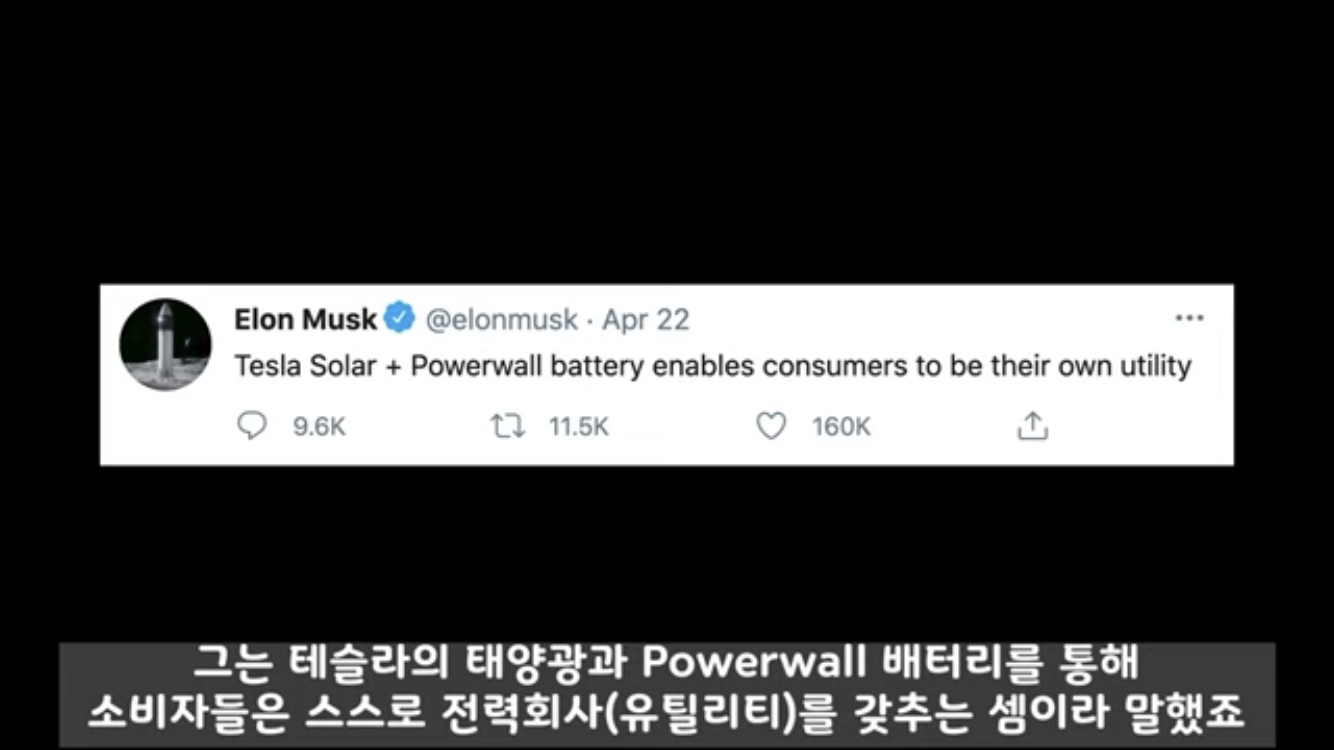 Elon Musk @elonmusk · Apr 22
Tesla Solar + Powerwall battery enables consumers to be their own utility
9.6K 11.5K 160K
그는 테슬라의 태양광과 Powerwall 배터리를 통해
소비자들은 스스로 전력회사(유틸리티)를 갖추는 셈이라 말했죠